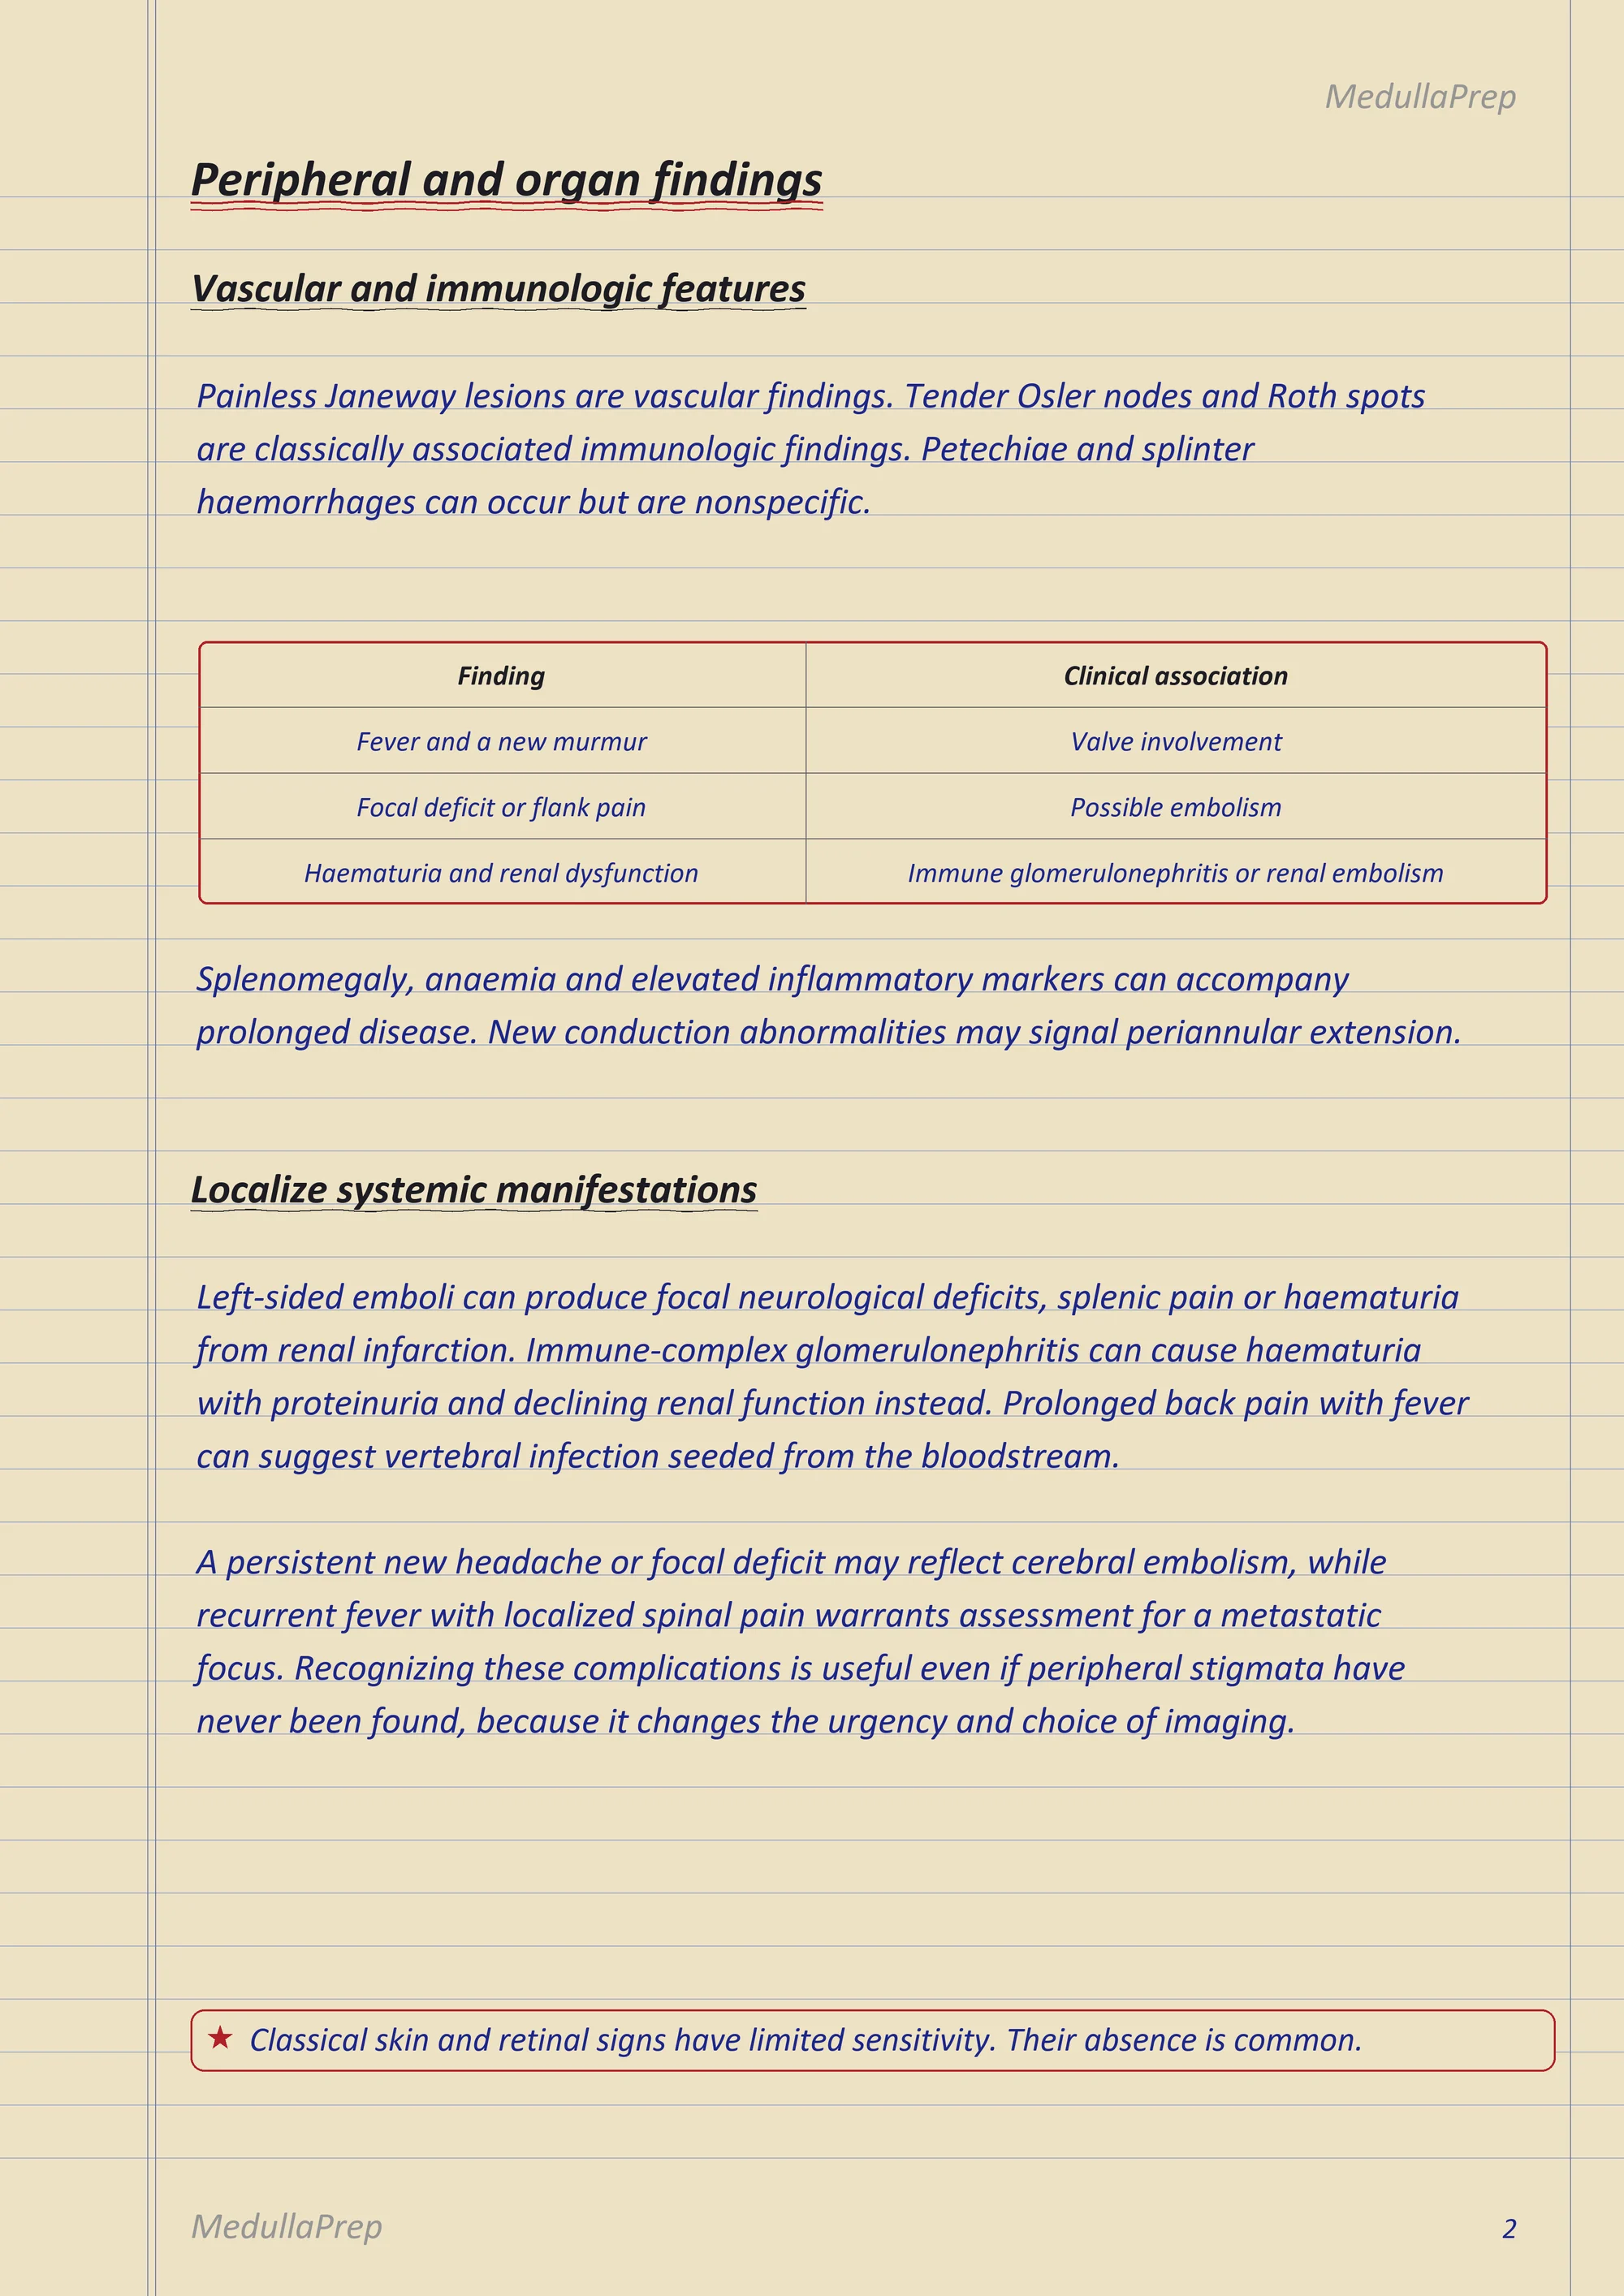 MedullaPrep
Peripheral and organ findings
Vascular and immunologic features
Painless Janeway lesions are vascular findings. Tender Osler nodes and Roth spots
are classically associated immunologic findings. Petechiae and splinter
haemorrhages can occur but are nonspecific.
Finding Clinical association
Fever and a new murmur Valve involvement
Focal deficit or flank pain Possible embolism
Haematuria and renal dysfunction Immune glomerulonephritis or renal embolism
Splenomegaly, anaemia and elevated inflammatory markers can accompany
prolonged disease. New conduction abnormalities may signal periannular extension.
Localize systemic manifestations
Left-sided emboli can produce focal neurological deficits, splenic pain or haematuria
from renal infarction. Immune-complex glomerulonephritis can cause haematuria
with proteinuria and declining renal function instead. Prolonged back pain with fever
can suggest vertebral infection seeded from the bloodstream.
A persistent new headache or focal deficit may reflect cerebral embolism, while
recurrent fever with localized spinal pain warrants assessment for a metastatic
focus. Recognizing these complications is useful even if peripheral stigmata have
never been found, because it changes the urgency and choice of imaging.
★ Classical skin and retinal signs have limited sensitivity. Their absence is common.
MedullaPrep 2